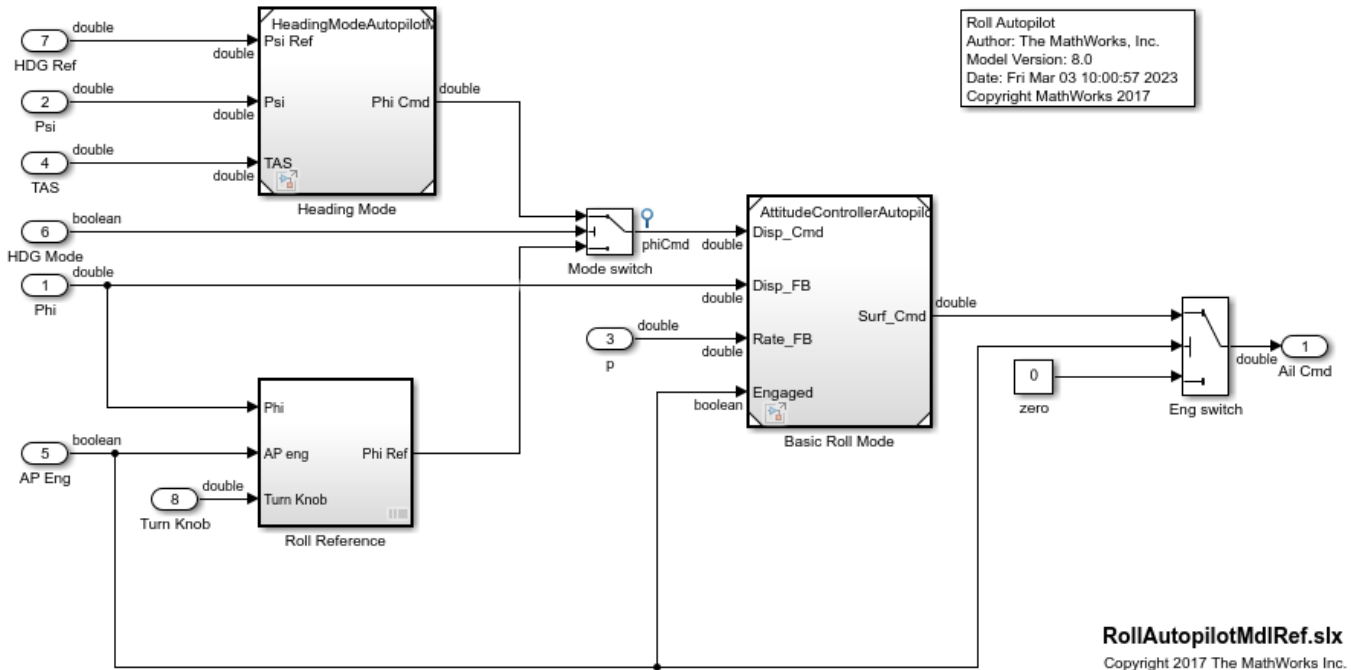 double
HeadingModeAutopilotM
7
HDG Ref
double
Psi Ref
double
2
Psi
double
Psi
Phi Cmd
double
double
4
TAS
double
TAS
Heading Mode
Roll Autopilot
Author: The MathWorks, Inc.
Model Version: 8.0
Date: Fri Mar 03 10:00:57 2023
Copyright MathWorks 2017
boolean
6
HDG Mode
double
1
Phi
Mode switch
phiCmd
double
AttitudeControllerAutopilo
Disp_Cmd
Disp_FB
double
Surf_Cmd
double
double
3
p
double
Rate_FB
Engaged
boolean
Basic Roll Mode
0
zero
Eng switch
double
1
Ail Cmd
Phi
boolean
5
AP Eng
AP eng
Phi Ref
double
8
Turn Knob
Turn Knob
Roll Reference
RollAutopilotMdlRef.slx
Copyright 2017 The MathWorks Inc.